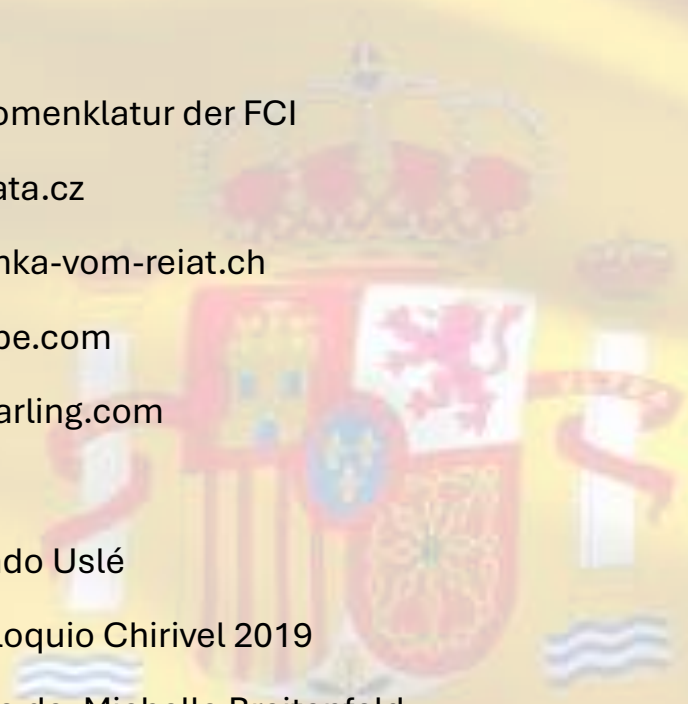 omenklatur der FCI
ata.cz
nka-vom-reiat.ch
be.com
arling.com
do Uslé
loquio Chirivel 2019